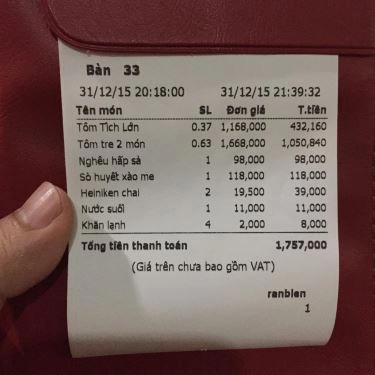 Bàn 33
31/12/15 20:18:00 31/12/15 21:39:32
Tên món SL Đơn giá T.tiền
Tôm Tích Lớn 0.37 1,168,000 432,160
Tôm tre 2 món 0.63 1,668,000 1,050,840
Nghêu hấp sả 1 98,000 98,000
Sò huyết xào me 1 118,000 118,000
Heiniken chai 2 19,500 39,000
Nước suối 1 11,000 11,000
Khăn lạnh 4 2,000 8,000
Tổng tiền thanh toán 1,757,000
(Giá trên chưa bao gồm VAT)
ranbien
1